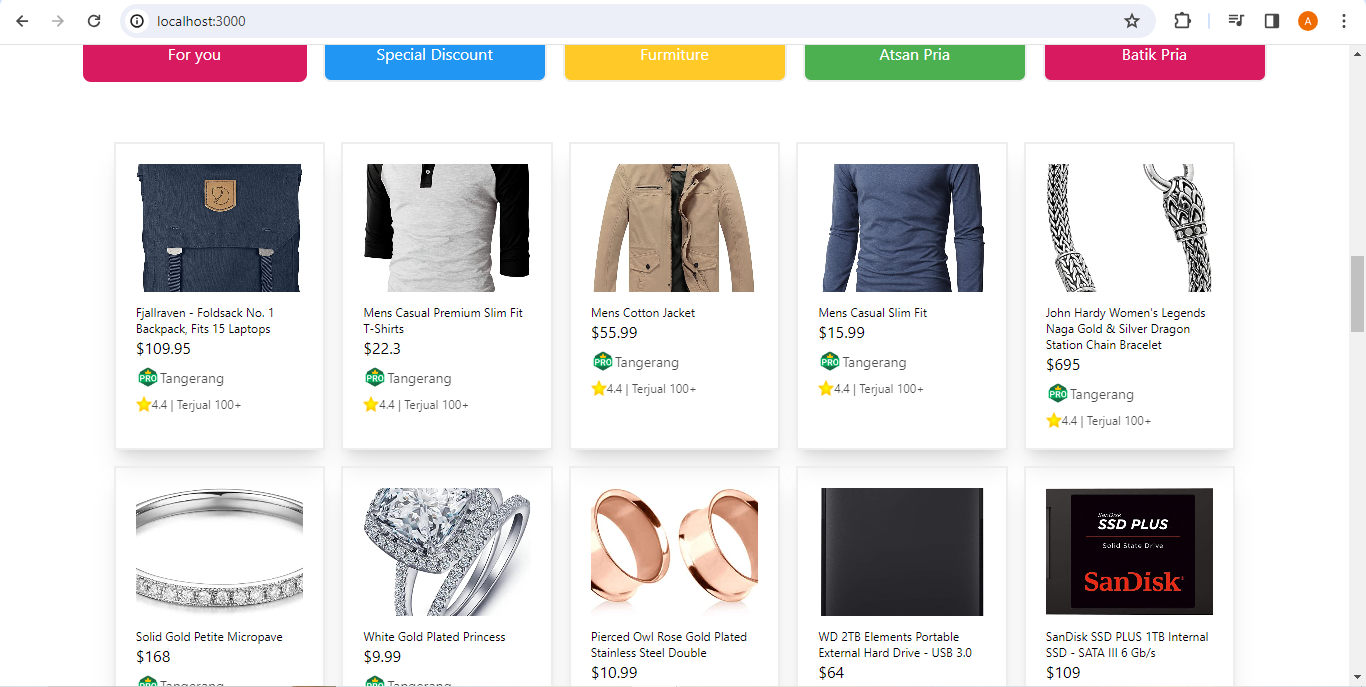 localhost:3000
A
For you
Special Discount
Furmiture
Atsan Pria
Batik Pria
Fjallraven - Foldsack No. 1
Backpack, Fits 15 Laptops
$109.95
PRO Tangerang
4.4 | Terjual 100+
Mens Casual Premium Slim Fit
T-Shirts
$22.3
PRO Tangerang
4.4 | Terjual 100+
Mens Cotton Jacket
$55.99
PRO Tangerang
4.4 | Terjual 100+
Mens Casual Slim Fit
$15.99
PRO Tangerang
4.4 | Terjual 100+
John Hardy Women's Legends
Naga Gold & Silver Dragon
Station Chain Bracelet
$695
PRO Tangerang
4.4 | Terjual 100+
Solid Gold Petite Micropave
$168
PRO Tangerang
White Gold Plated Princess
$9.99
PRO Tangerang
Pierced Owl Rose Gold Plated
Stainless Steel Double
$10.99
WD 2TB Elements Portable
External Hard Drive - USB 3.0
$64
SanDisk
SSD PLUS
Solid State Drive
SanDisk
SanDisk SSD PLUS 1TB Internal
SSD - SATA III 6 Gb/s
$109